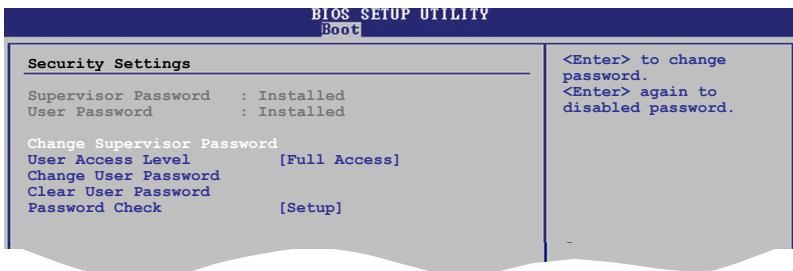 BIOS SETUP UTILITY
Boot
Security Settings
Supervisor Password : Installed
User Password : Installed
Change Supervisor Password
User Access Level [Full Access]
Change User Password
Clear User Password
Password Check [Setup]
<Enter> to change
password.
<Enter> again to
disabled password.